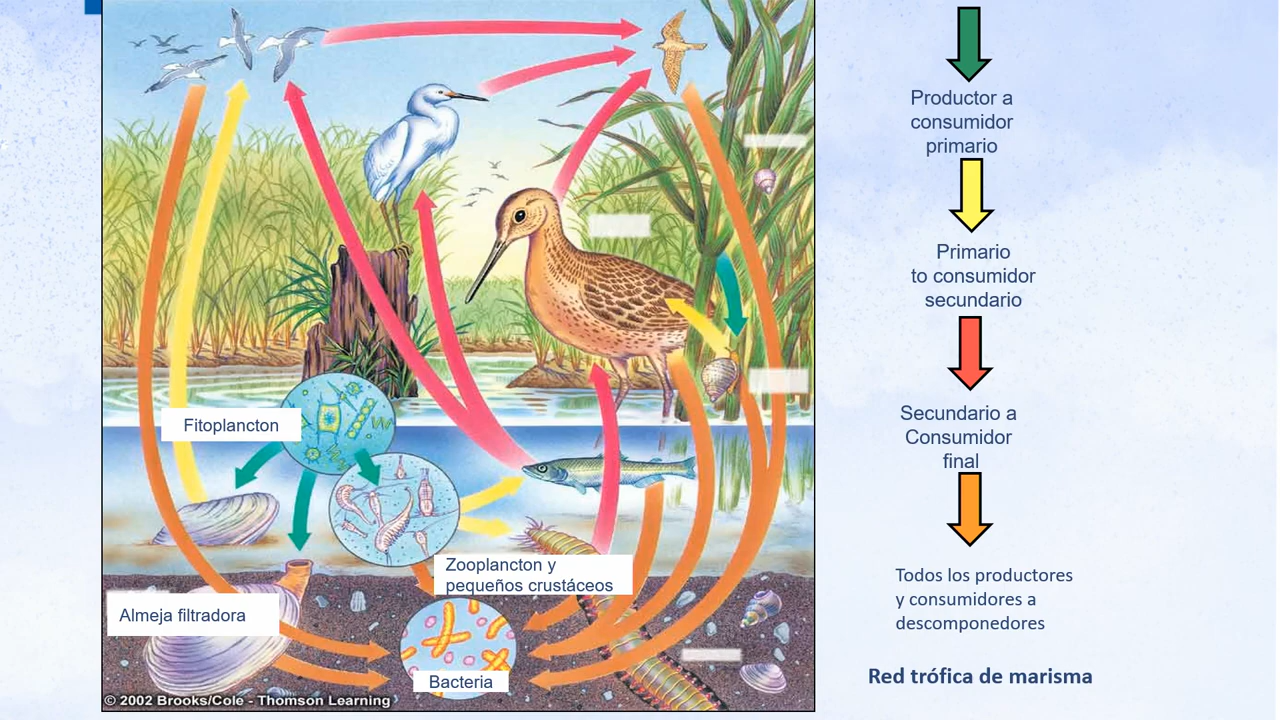 Fitoplancton
Zooplancton y
pequeños crustáceos
Almeja filtradora
Bacteria
© 2002 Brooks/Cole - Thomson Learning
Productor a
consumidor
primario
Primario
to consumidor
secundario
Secundario a
Consumidor
final
Todos los productores
y consumidores a
descomponedores
Red trófica de marisma